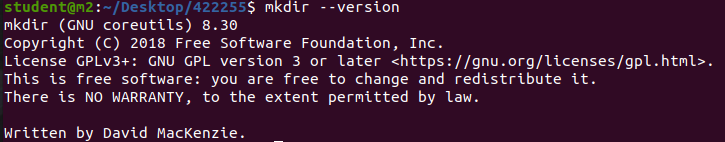 student@m2:~/Desktop/422255$ mkdir --version
mkdir (GNU coreutils) 8.30
Copyright (C) 2018 Free Software Foundation, Inc.
License GPLv3+: GNU GPL version 3 or later <https://gnu.org/licenses/gpl.html>.
This is free software: you are free to change and redistribute it.
There is NO WARRANTY, to the extent permitted by law.

Written by David MacKenzie.